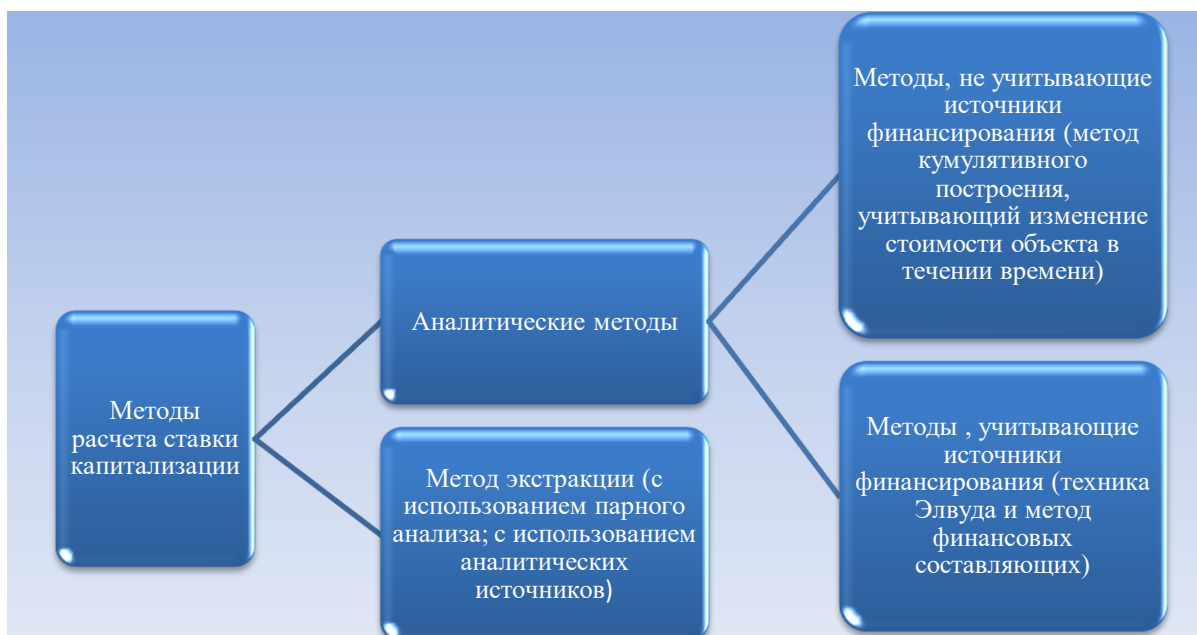 Методы
расчета ставки
капитализации
Аналитические методы
Метод экстракции (с
использованием парного
анализа; с использованием
аналитических
источников)
Методы, не учитывающие
источники
финансирования (метод
кумулятивного
построения,
учитывающий изменение
стоимости объекта в
течении времени)
Методы , учитывающие
источники
финансирования (техника
Элвуда и метод
финансовых
составляющих)